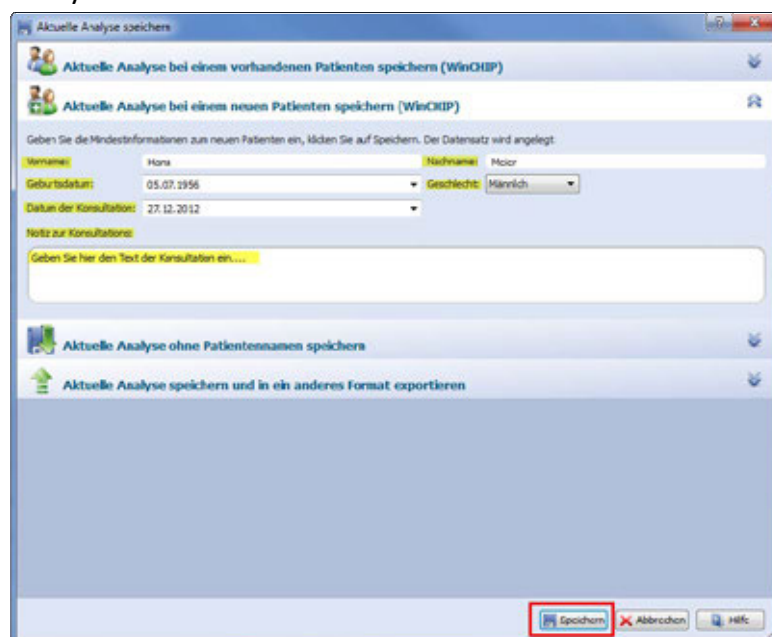 Aktuelle Analyse speichern
Aktuelle Analyse bei einem vorhandenen Patienten speichern (WinCHIP)
Aktuelle Analyse bei einem neuen Patienten speichern (WinCHIP)
Geben Sie die Mindestinformationen zum neuen Patienten ein, klicken Sie auf Speichern. Der Datensatz wird angelegt
Vorname: Hans Nachname: Meier
Geburtsdatum: 05.07.1956 Geschlecht: Männlich
Datum der Konsultation: 27.12.2012
Notiz zur Konsultations:
Geben Sie hier den Text der Konsultation ein....
Aktuelle Analyse ohne Patientennamen speichern
Aktuelle Analyse speichern und in ein anderes Format exportieren
Speichern Abbrechen Hilfe